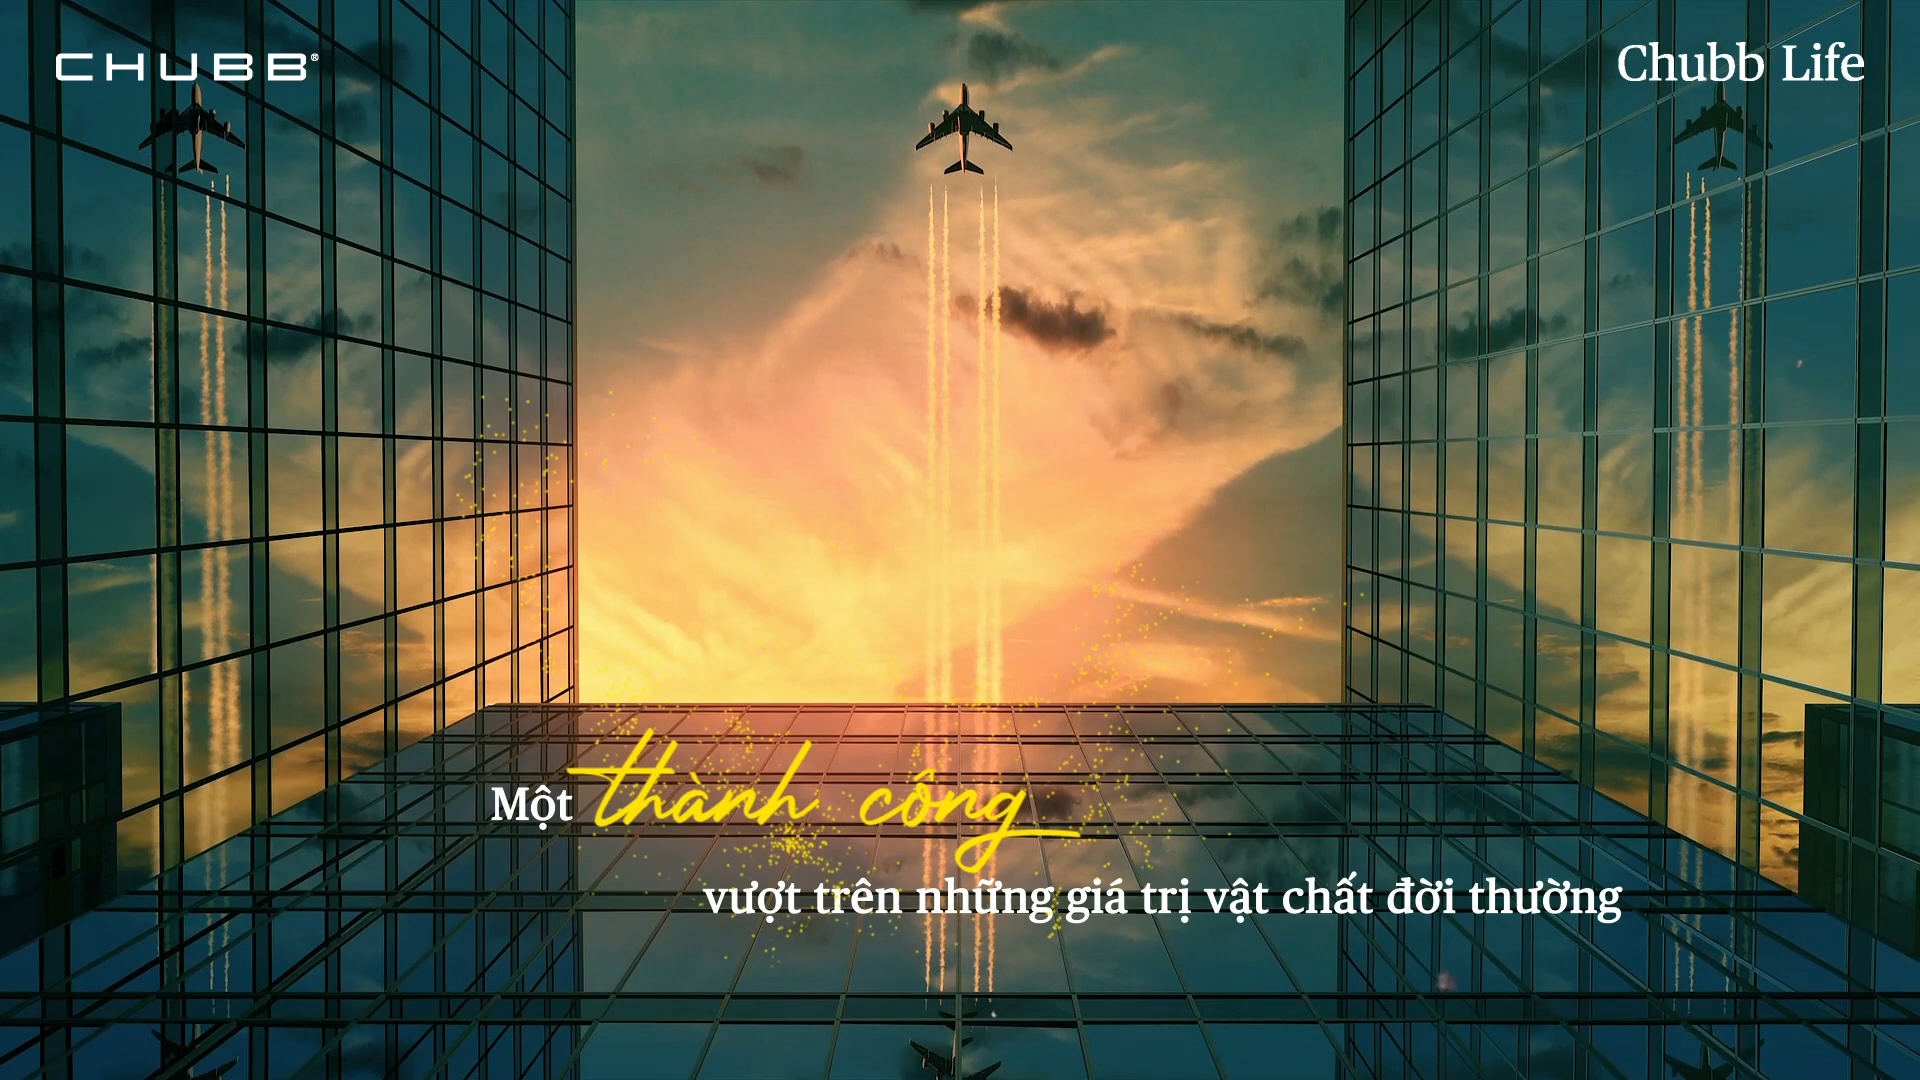 CHUBB®
Chubb Life
Một thành công
vượt trên những giá trị vật chất đời thường